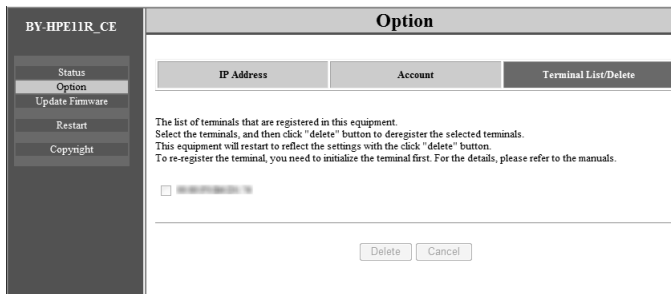 BY-HPE11R_CE
Option
Status
Option
Update Firmware
Restart
Copyright
IP Address
Account
Terminal List/Delete
The list of terminals that are registered in this equipment.
Select the terminals, and then click "delete" button to deregister the selected terminals.
This equipment will restart to reflect the settings with the click "delete" button.
To re-register the terminal, you need to initialize the terminal first. For the details, please refer to the manuals.
Delete
Cancel